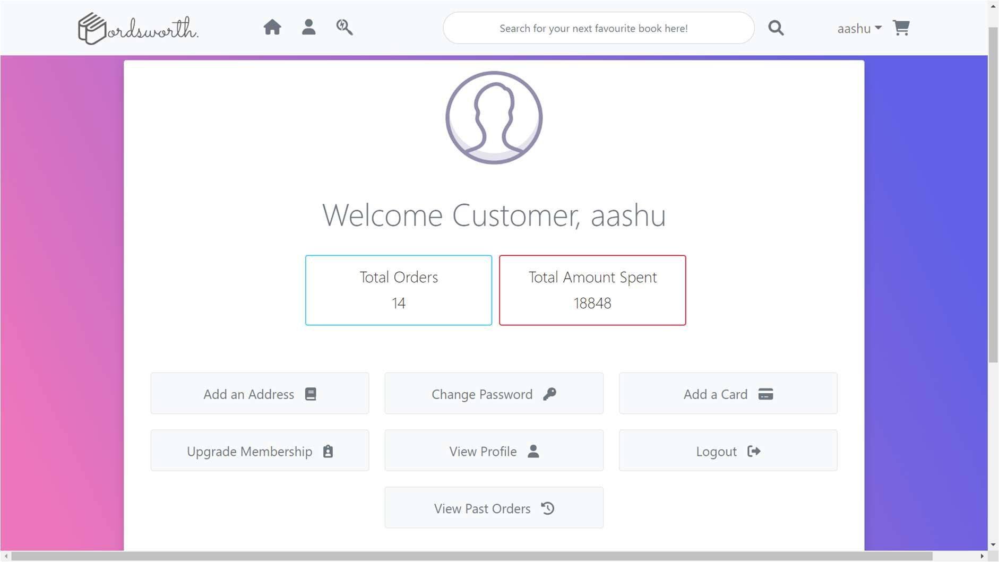 Wordsworth.
Search for your next favourite book here!
aashu
Welcome Customer, aashu
Total Orders
14
Total Amount Spent
18848
Add an Address
Change Password
Add a Card
Upgrade Membership
View Profile
Logout
View Past Orders